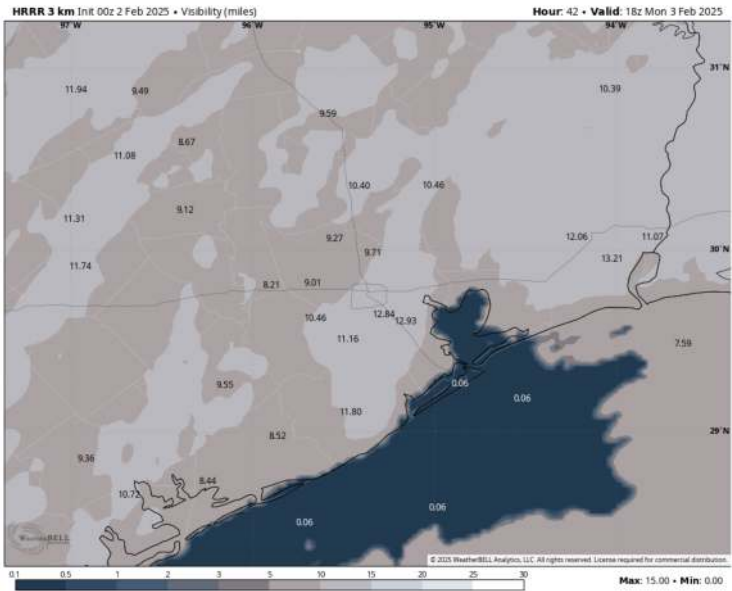 HRRR 3 km Init 00z 2 Feb 2025 • Visibility (miles)
Hour: 42 • Valid: 18z Mon 3 Feb 2025
97°W 96°W 95°W 94°W
31°N
11.94 9.49 10.39
9.59
8.67
11.08
10.40 10.46
9.12
11.31
12.06 11.07
9.27
30°N
9.71
13.21
11.74
8.21 9.01
10.46 12.84 12.93
11.16
7.59
9.55 0.06
0.06
11.80
8.52 29°N
9.36
8.44
10.72
0.06
0.06
WeatherBELL
© 2025 WeatherBELL Analytics, LLC. All rights reserved. License required for commercial distribution.
0.1 0.5 1 2 3 5 10 15 20 25 30
Max: 15.00 • Min: 0.00